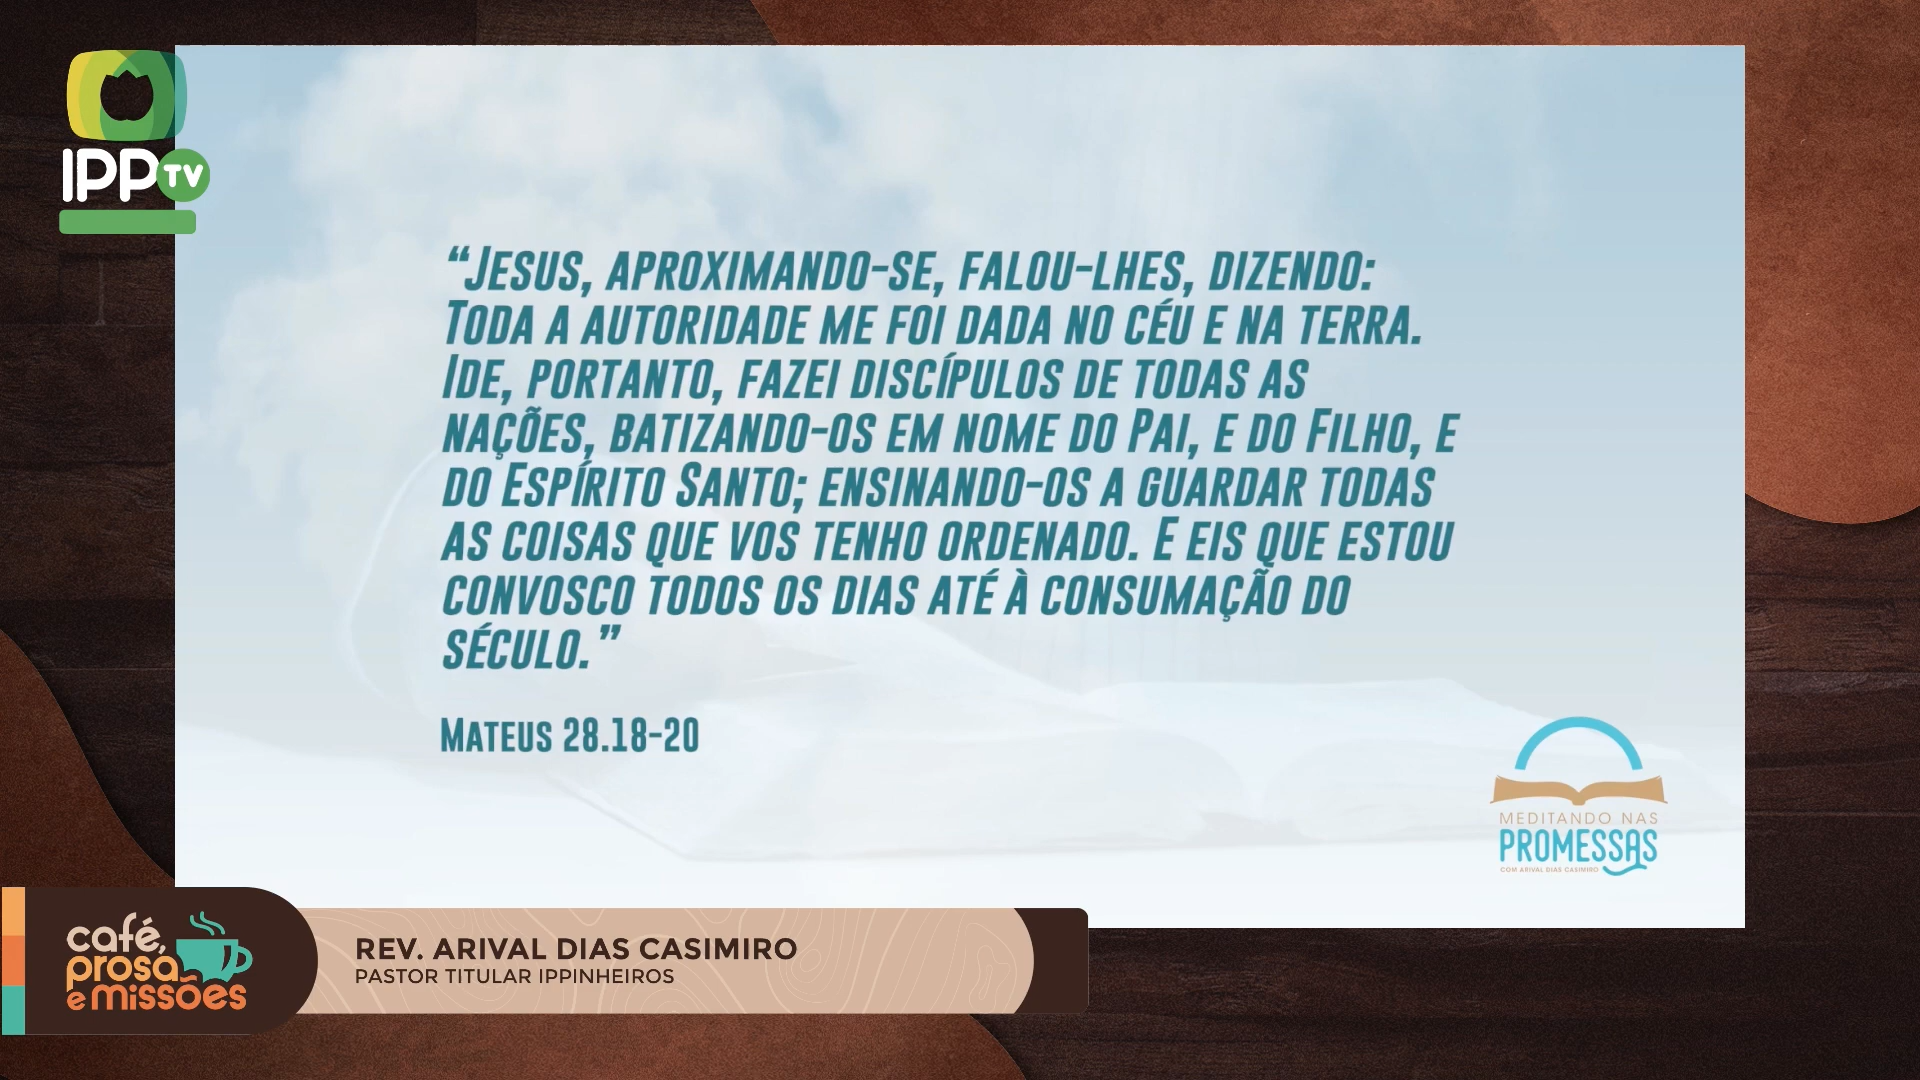 IPP TV
“JESUS, APROXIMANDO-SE, FALOU-LHES, DIZENDO:
TODA A AUTORIDADE ME FOI DADA NO CÉU E NA TERRA.
IDE, PORTANTO, FAZEI DISCÍPULOS DE TODAS AS
NAÇÕES, BATIZANDO-OS EM NOME DO PAI, E DO FILHO, E
DO ESPÍRITO SANTO; ENSINANDO-OS A GUARDAR TODAS
AS COISAS QUE VOS TENHO ORDENADO. E EIS QUE ESTOU
CONVOSCO TODOS OS DIAS ATÉ À CONSUMAÇÃO DO
SÉCULO.”
MATEUS 28.18-20
MEDITANDO NAS
PROMESSAS
COM ARIVAL DIAS CASIMIRO
café,
prosa
e missões
REV. ARIVAL DIAS CASIMIRO
PASTOR TITULAR IPPINHEIROS